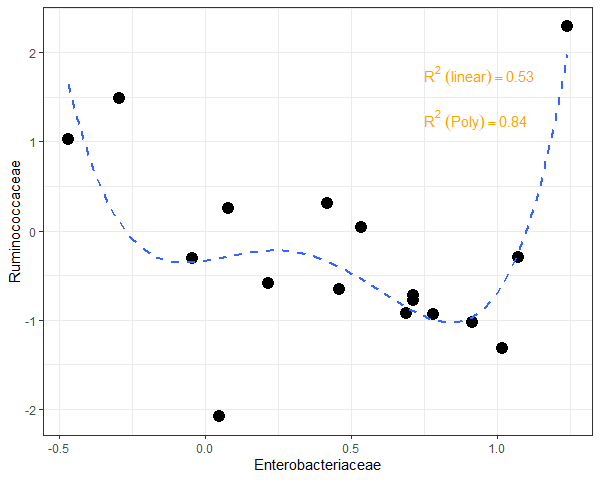 2
1
0
-1
-2
R² (linear) = 0.53
R² (Poly) = 0.84
Ruminococcaceae
-0.5
0.0
0.5
1.0
Enterobacteriaceae